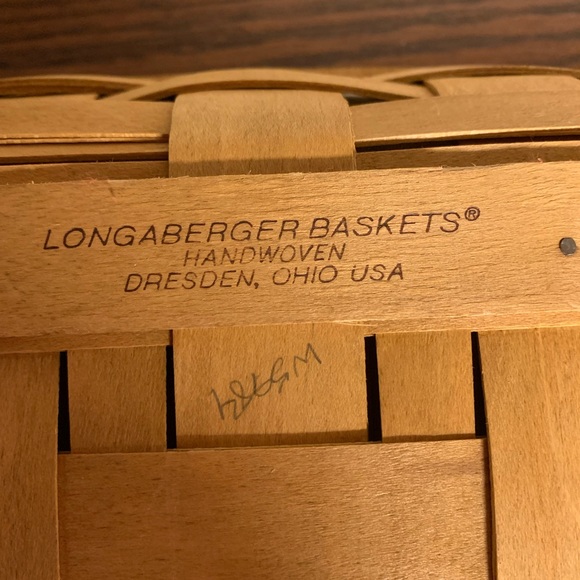 LONGABERGER BASKETS®
HANDWOVEN
DRESDEN, OHIO USA